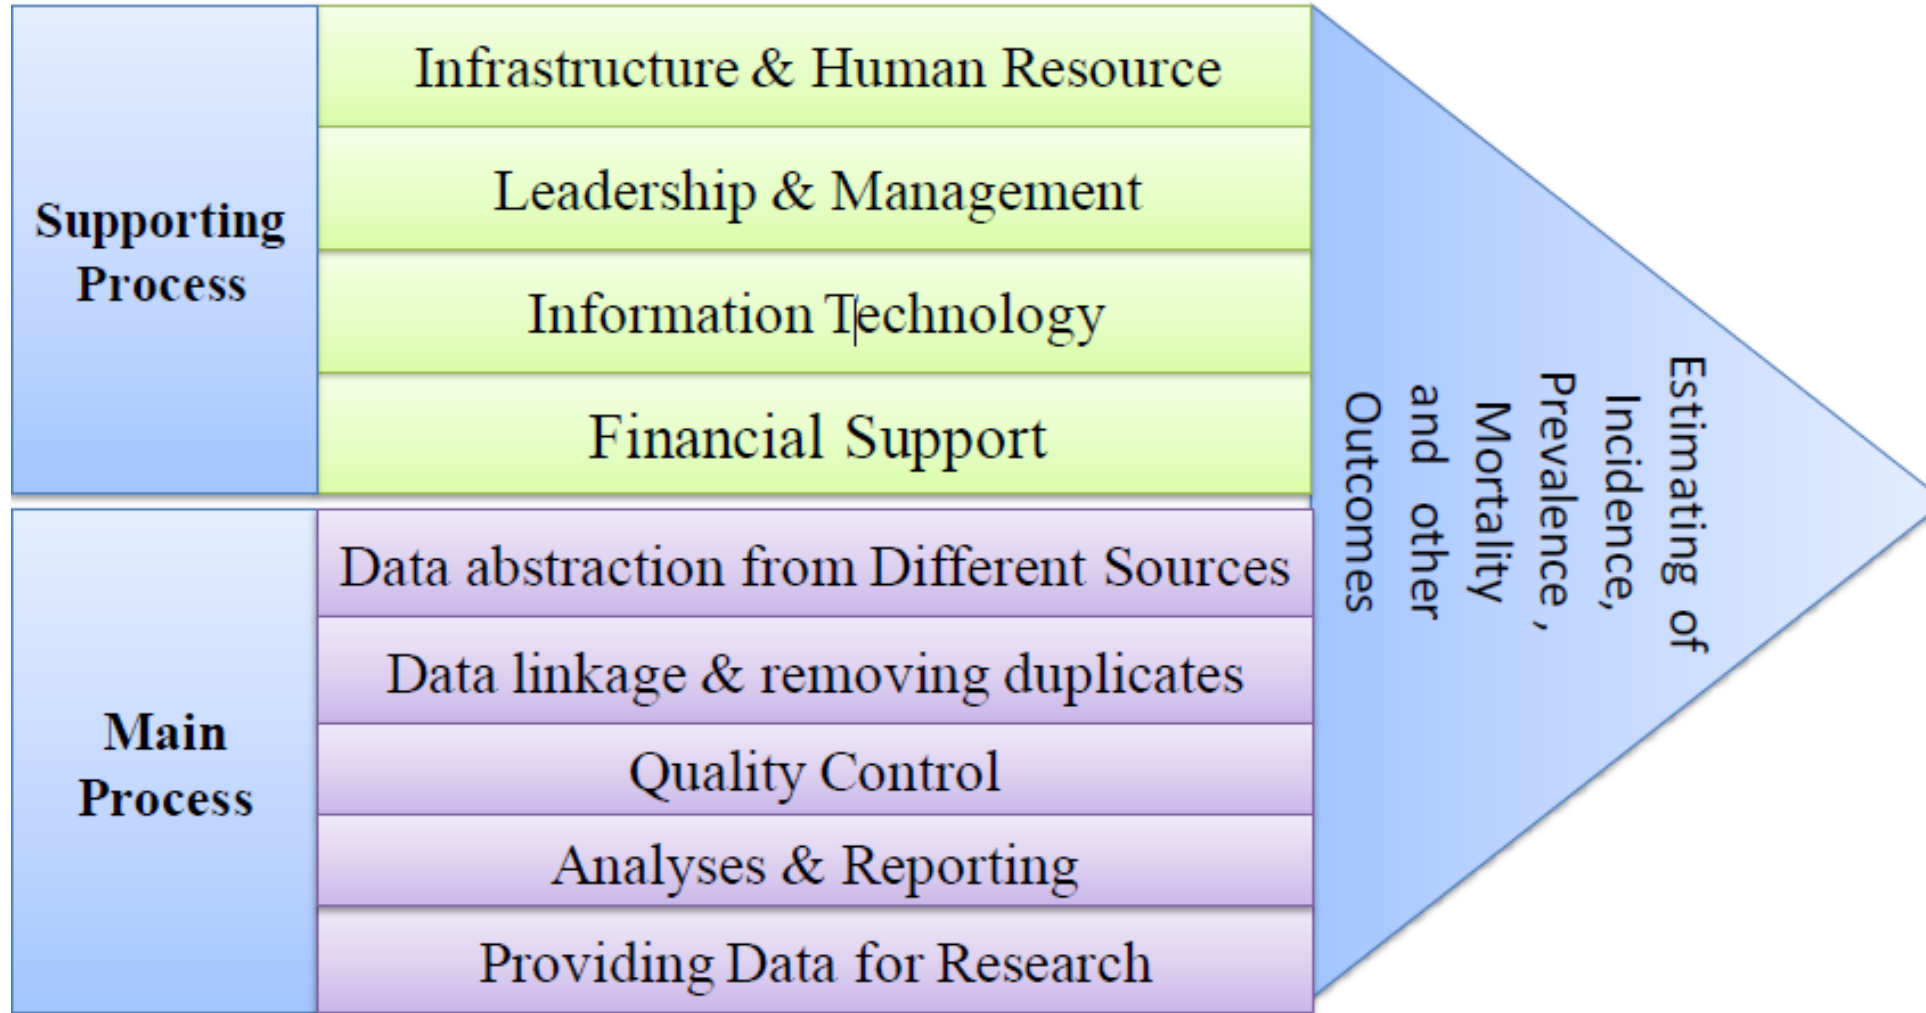 Supporting
Process
Infrastructure & Human Resource
Leadership & Management
Information Technology
Financial Support
Main
Process
Data abstraction from Different Sources
Data linkage & removing duplicates
Quality Control
Analyses & Reporting
Providing Data for Research
Estimating of
Incidence,
Prevalence ,
Mortality
and other
Outcomes